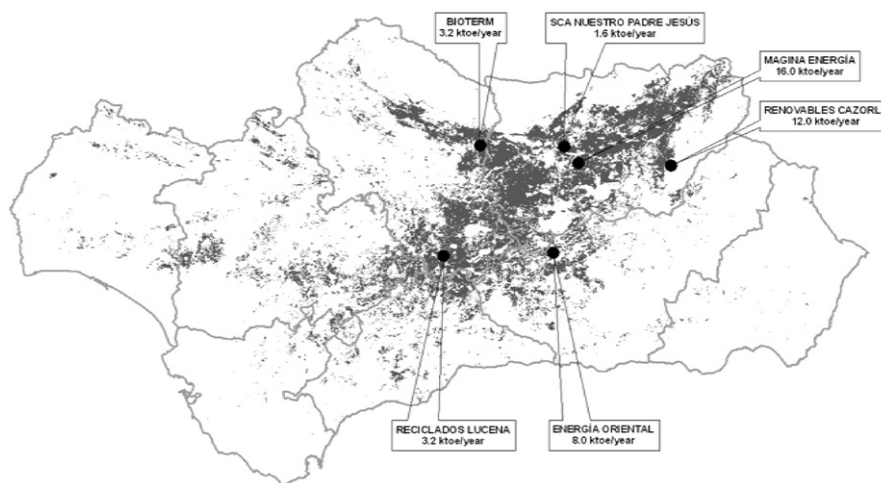 BIOTERM
3.2 ktoe/year
SCA NUESTRO PADRE JESÚS
1.6 ktoe/year
MAGINA ENERGÍA
16.0 ktoe/year
RENOVABLES CAZORL
12.0 ktoe/year
RECICLADOS LUCENA
3.2 ktoe/year
ENERGÍA ORIENTAL
8.0 ktoe/year